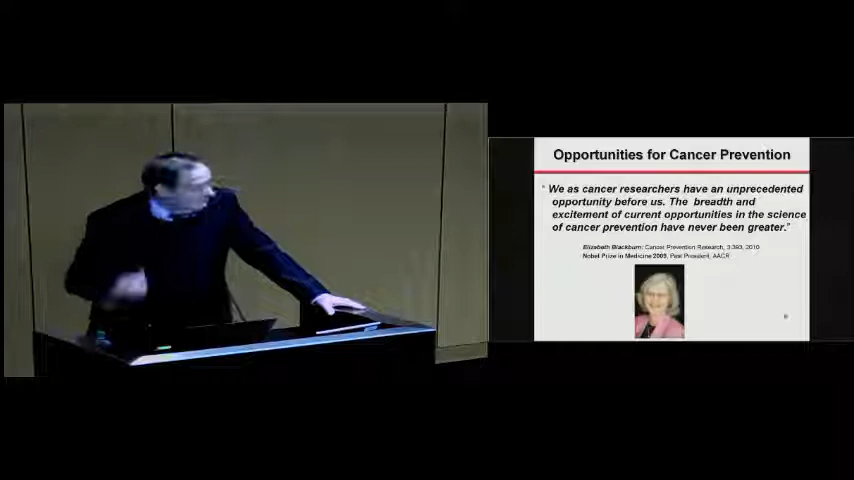 Opportunities for Cancer Prevention
"We as cancer researchers have an unprecedented
opportunity before us. The breadth and
excitement of current opportunities in the science
of cancer prevention have never been greater."
Elizabeth Blackburn: Cancer Prevention Research, 3:393, 2010
Nobel Prize in Medicine 2009, Past President, AACR